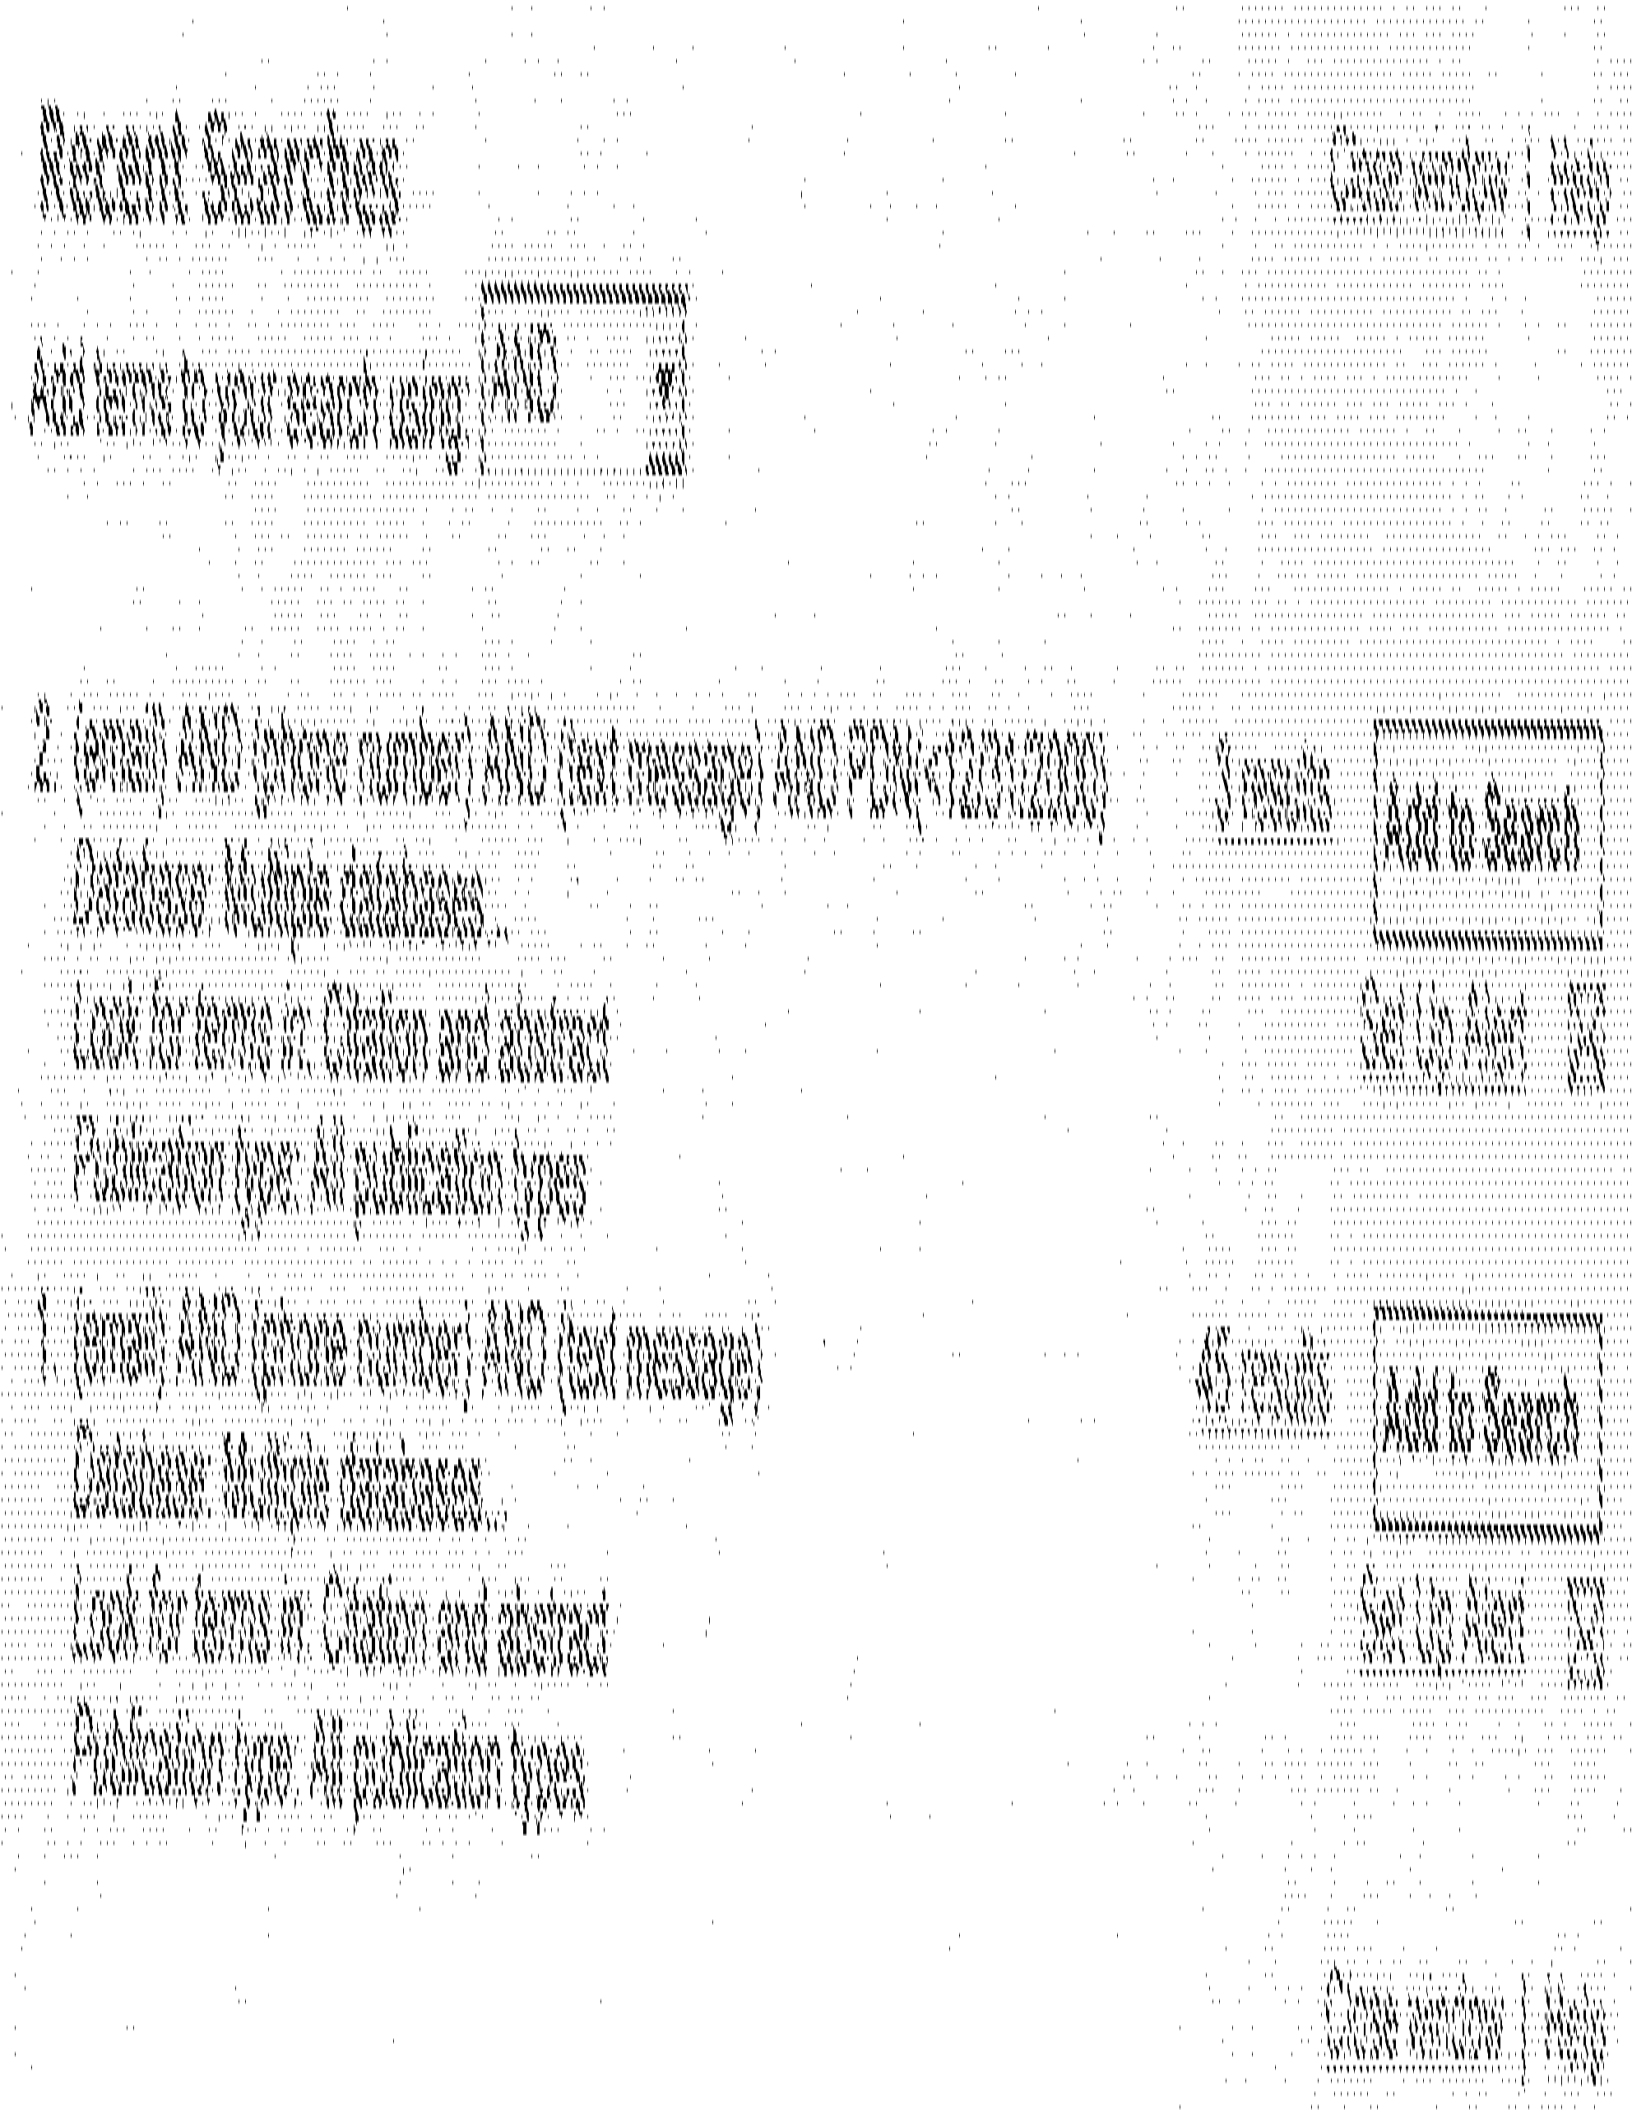 Recent Searches
Close window | Help
Add terms to your search using: AND
2. (email) AND (phone number) AND (text message) AND PDN(<12/31/2000)
results
Add to Search
Database: Multiple databases...
Look for terms in: Citation and abstract
Set Up Alert
Publication type: All publication types
1. (email) AND (phone number) AND (text message)
results
Add to Search
Database: Multiple databases...
Look for terms in: Citation and abstract
Set Up Alert
Publication type: All publication types
Close window | Help